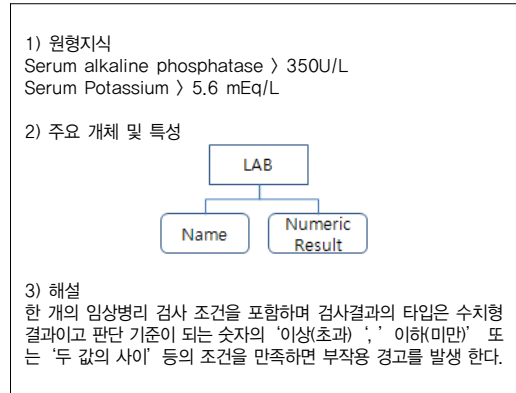 1) 원형지식
Serum alkaline phosphatase 〉 350U/L
Serum Potassium 〉 5.6 mEq/L
2) 주요 개체 및 특성
LAB
Name
Numeric
Result
3) 해설
한 개의 임상병리 검사 조건을 포함하며 검사결과의 타입은 수치형
결과이고 판단 기준이 되는 숫자의 ‘이상(초과) ‘, ’ 이하(미만)’ 또
는 ‘두 값의 사이’ 등의 조건을 만족하면 부작용 경고를 발생 한다.